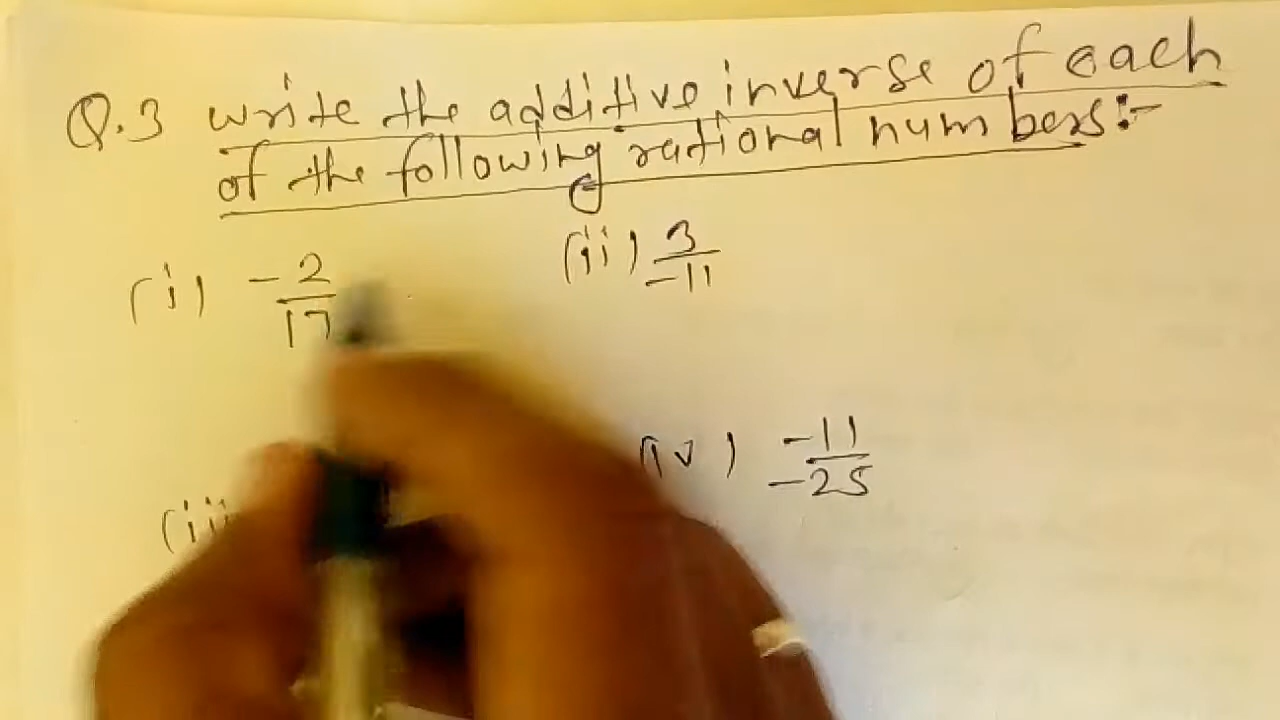 Q.3 write the additive inverse of each
of the following rational numbers:-
(i) -2/17 (ii) 3/-11
(iii (iv) -11/-25